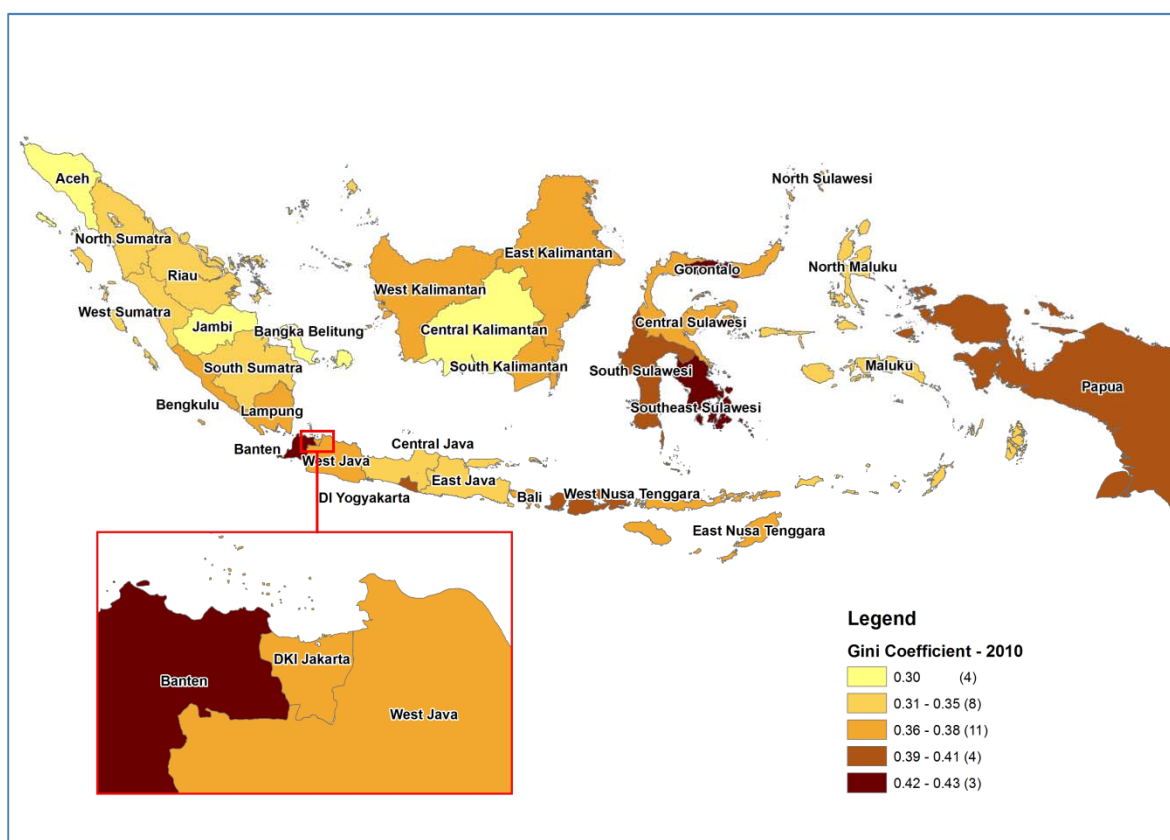 Aceh
North Sulawesi
North Sumatra
East Kalimantan
Riau
Gorontalo
North Maluku
West Kalimantan
West Sumatra
Jambi
Bangka Belitung
Central Kalimantan
Central Sulawesi
South Sumatra
South Kalimantan
South Sulawesi
Maluku
Papua
Bengkulu
Lampung
Southeast Sulawesi
Banten
Central Java
West Java
East Java
DI Yogyakarta
Bali
West Nusa Tenggara
East Nusa Tenggara
DKI Jakarta
Banten
West Java
Legend
Gini Coefficient - 2010
0.30 (4)
0.31 - 0.35 (8)
0.36 - 0.38 (11)
0.39 - 0.41 (4)
0.42 - 0.43 (3)